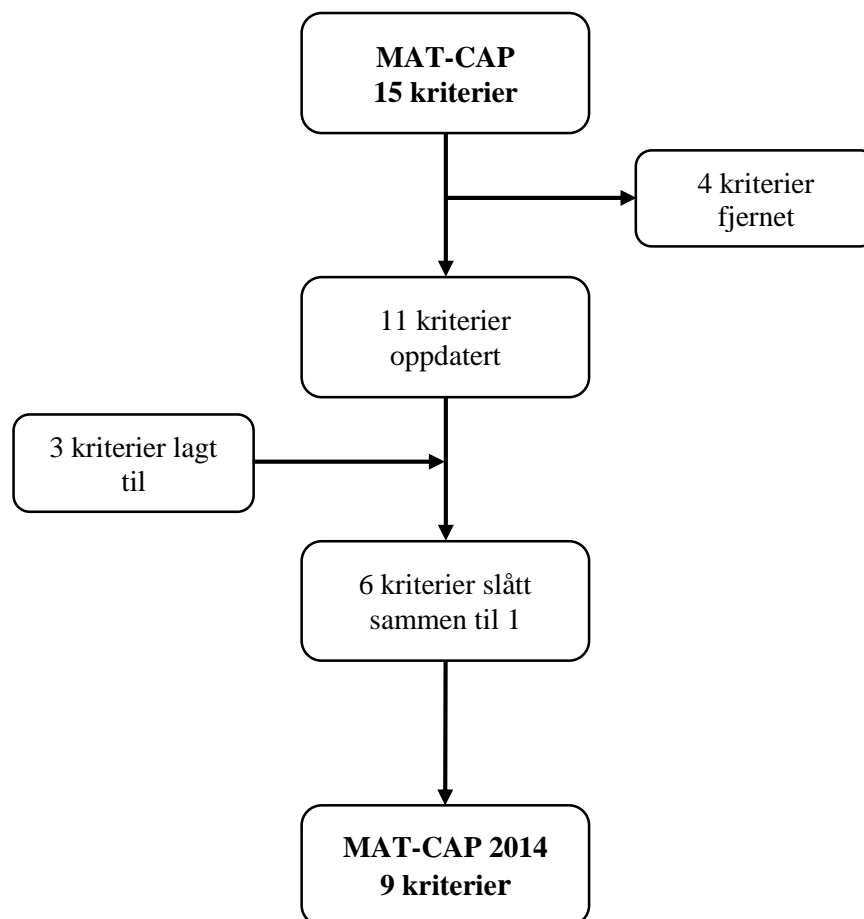 MAT-CAP
15 kriterier
4 kriterier
fjernet
11 kriterier
oppdatert
3 kriterier lagt
til
6 kriterier slått
sammen til 1
MAT-CAP 2014
9 kriterier